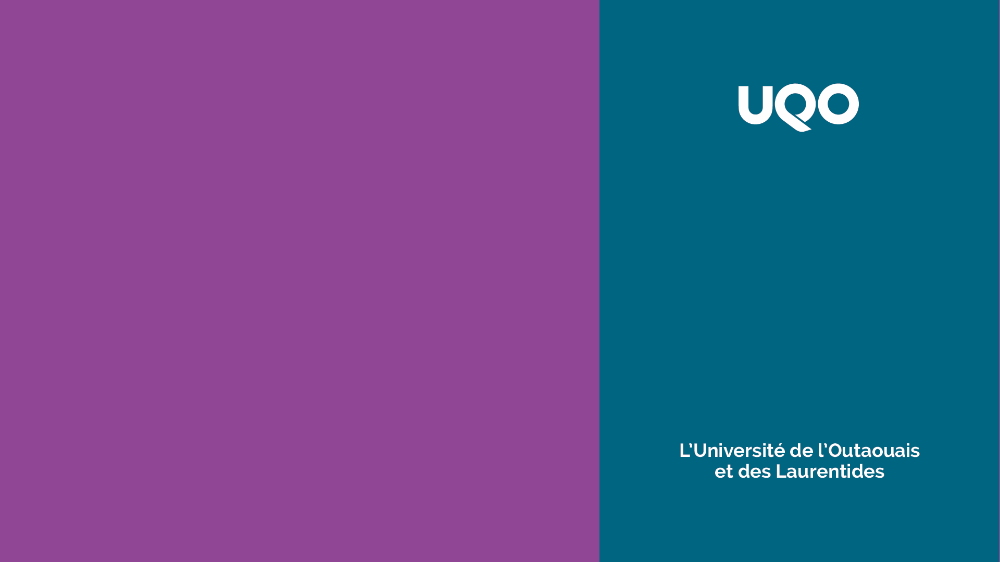 UQO
L’Université de l’Outaouais
et des Laurentides